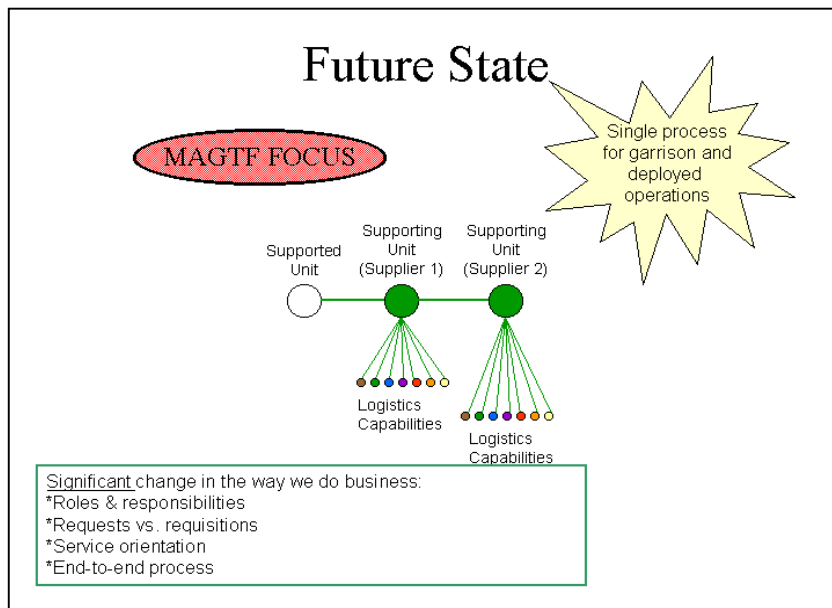 Future State
MAGTF FOCUS
Single process
for garrison and
deployed
operations
Supported
Unit
Supporting
Unit
(Supplier 1)
Supporting
Unit
(Supplier 2)
Logistics
Capabilities
Logistics
Capabilities
Significant change in the way we do business:
*Roles & responsibilities
*Requests vs. requisitions
*Service orientation
*End-to-end process